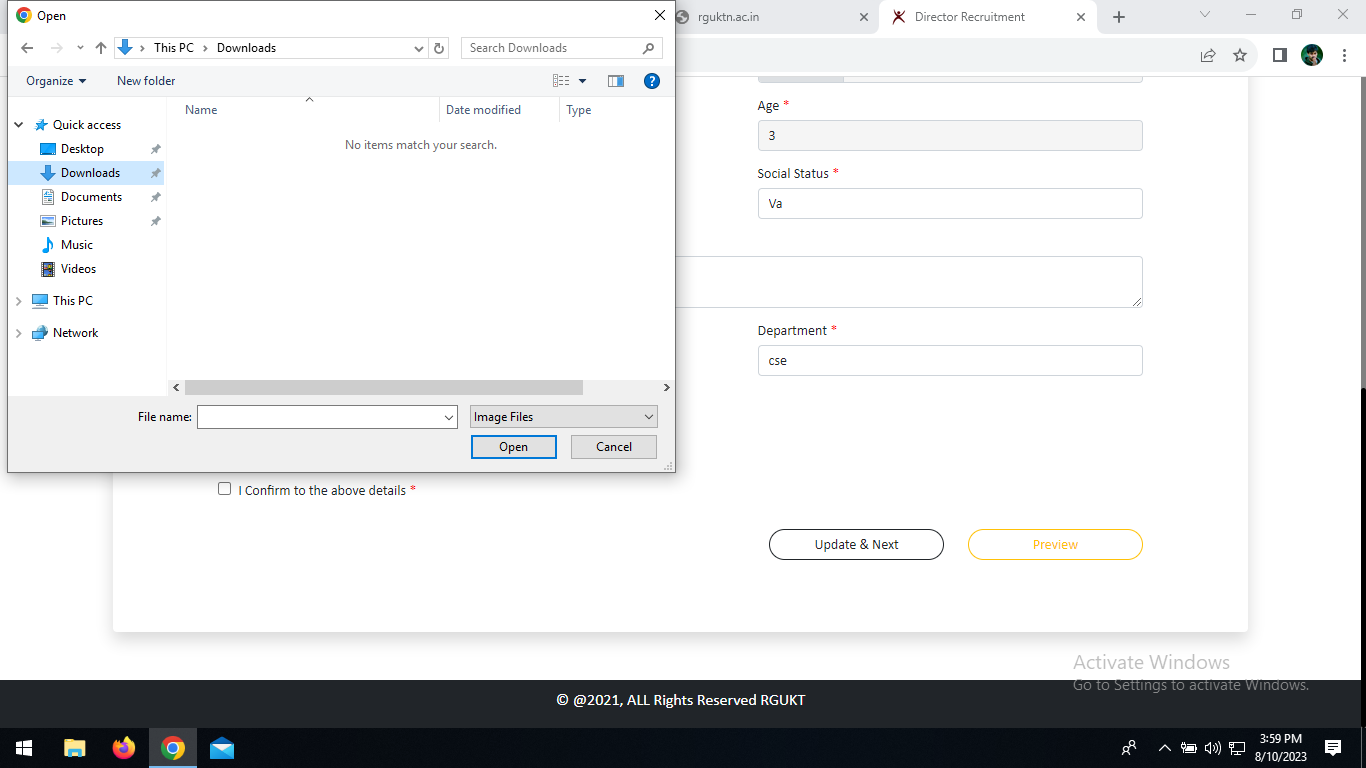 Open
rguktn.ac.in
Director Recruitment
This PC
Downloads
Search Downloads
Organize
New folder
Name
Date modified
Type
No items match your search.
Quick access
Desktop
Downloads
Documents
Pictures
Music
Videos
This PC
Network
File name:
Image Files
Open
Cancel
Age *
3
Social Status *
Va
Department *
cse
I Confirm to the above details *
Update & Next
Preview
Activate Windows
Go to Settings to activate Windows.
© @2021, ALL Rights Reserved RGUKT
3:59 PM
8/10/2023